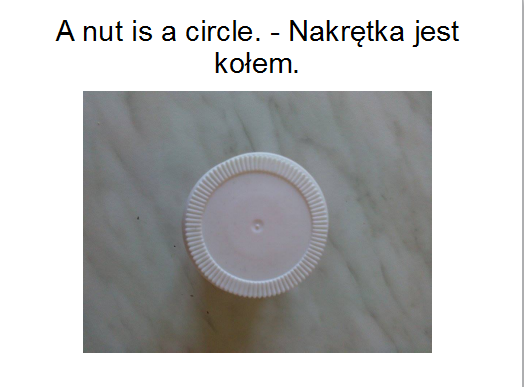 A nut is a circle. - Nakrętka jest
kołem.